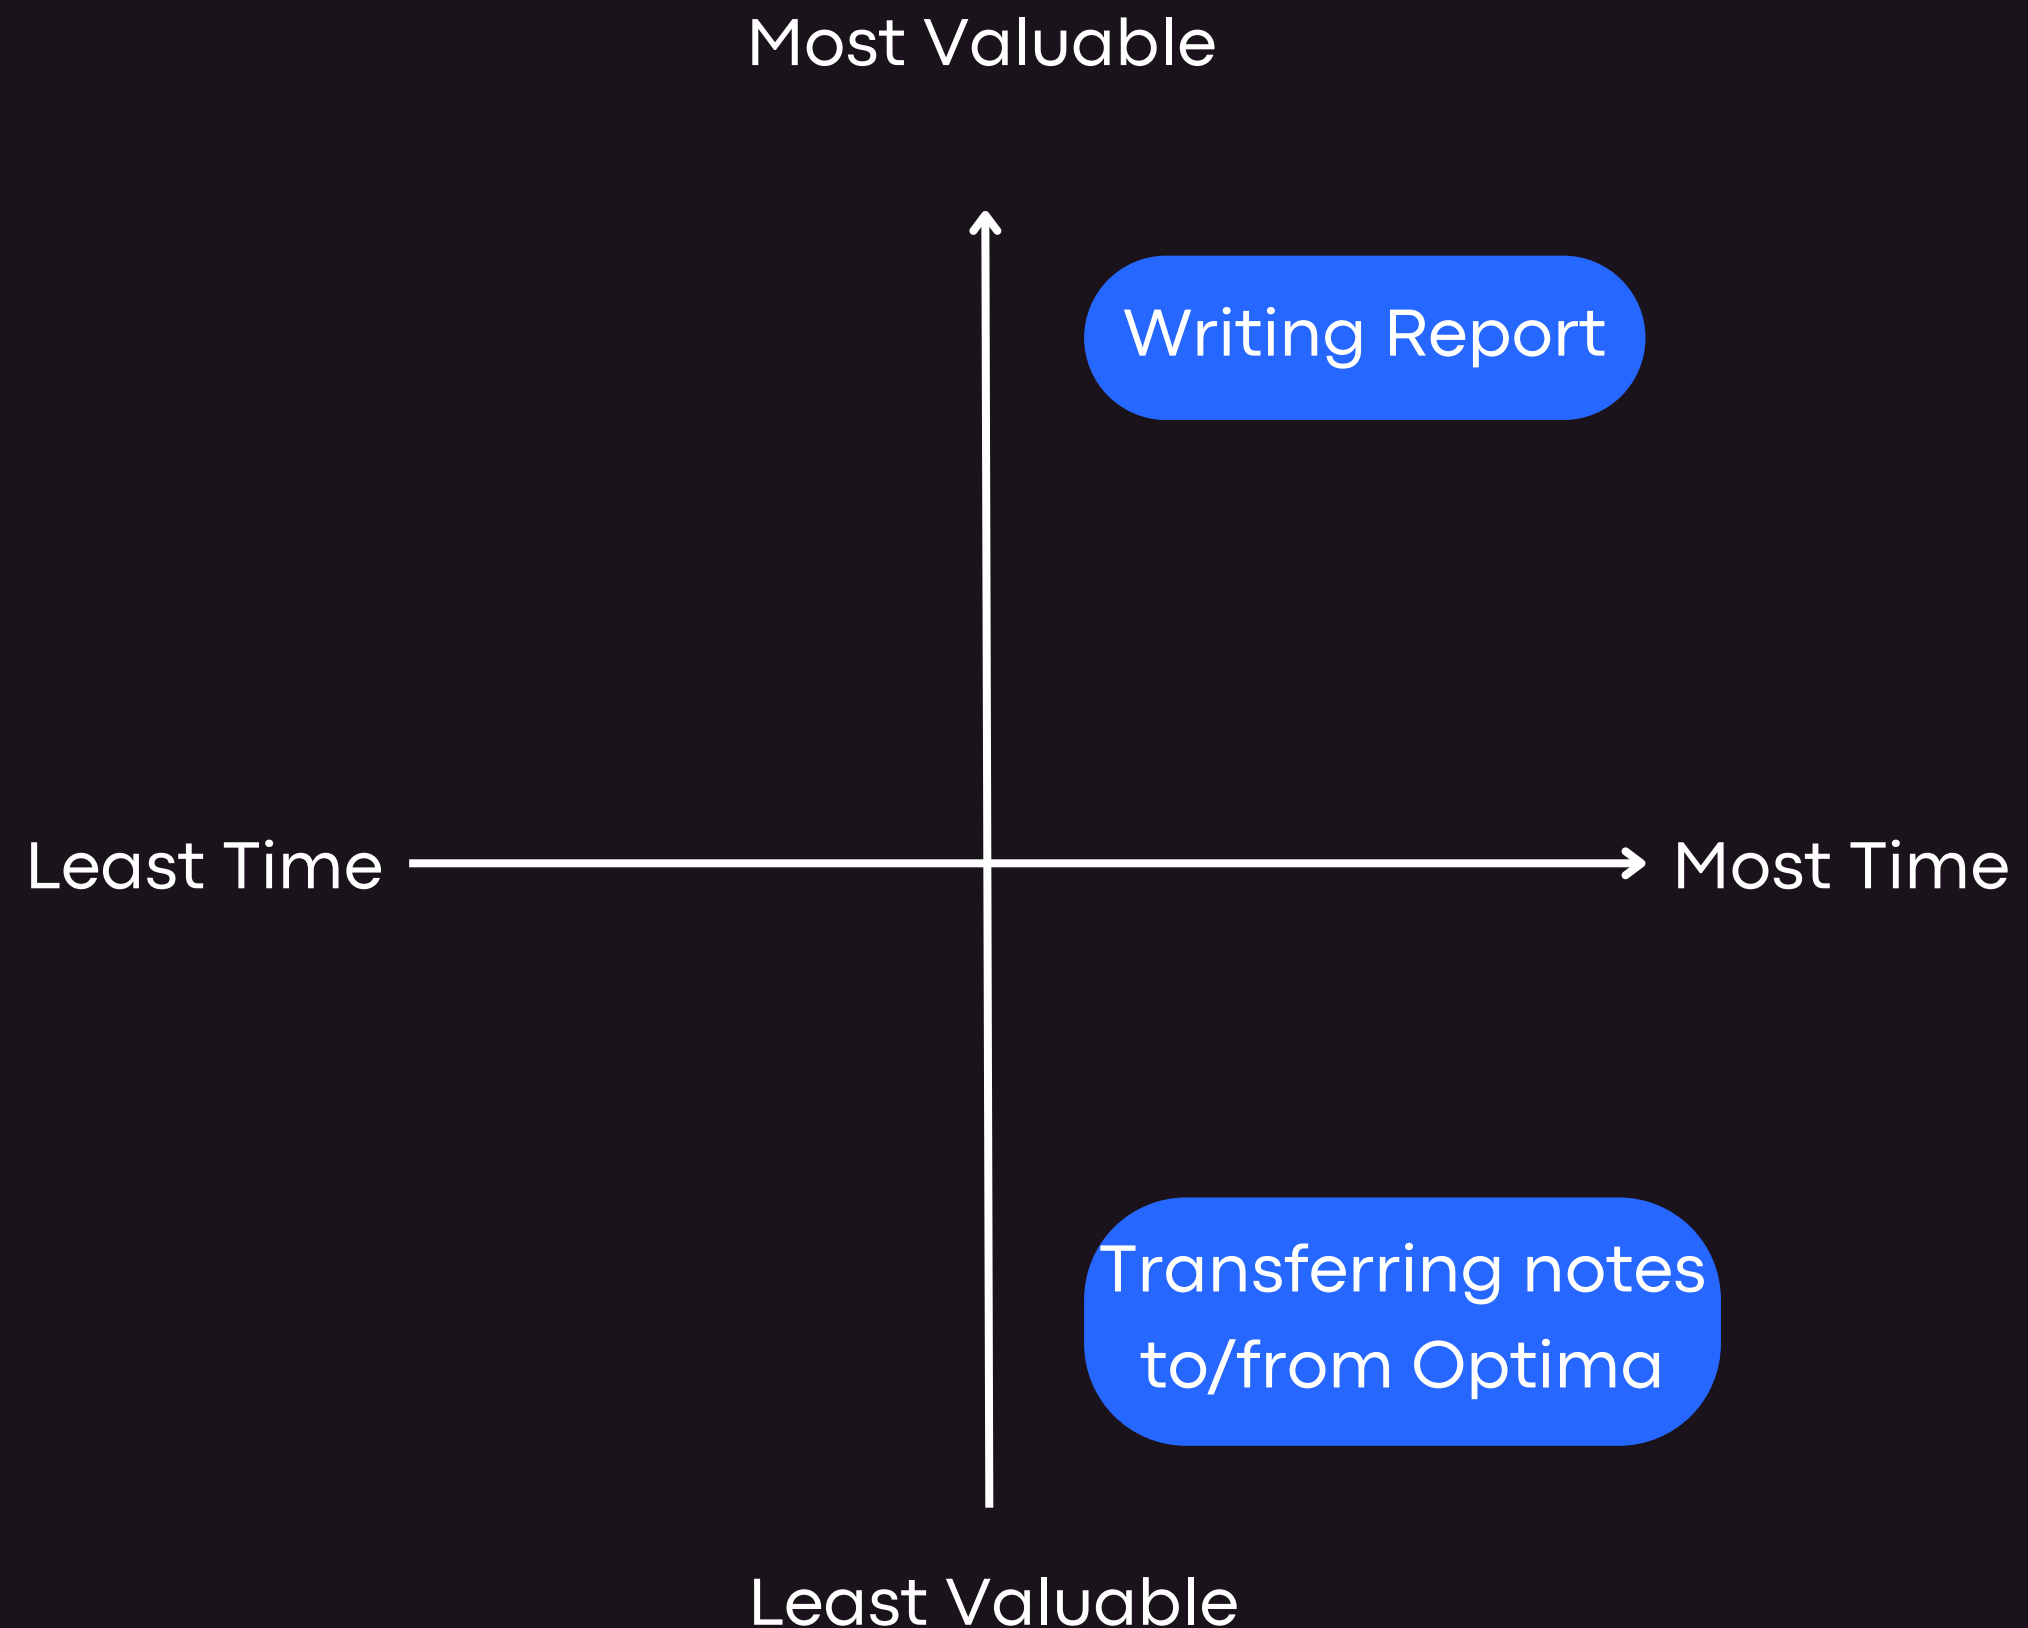 Most Valuable
Writing Report
Least Time
Most Time
Transferring notes
to/from Optima
Least Valuable